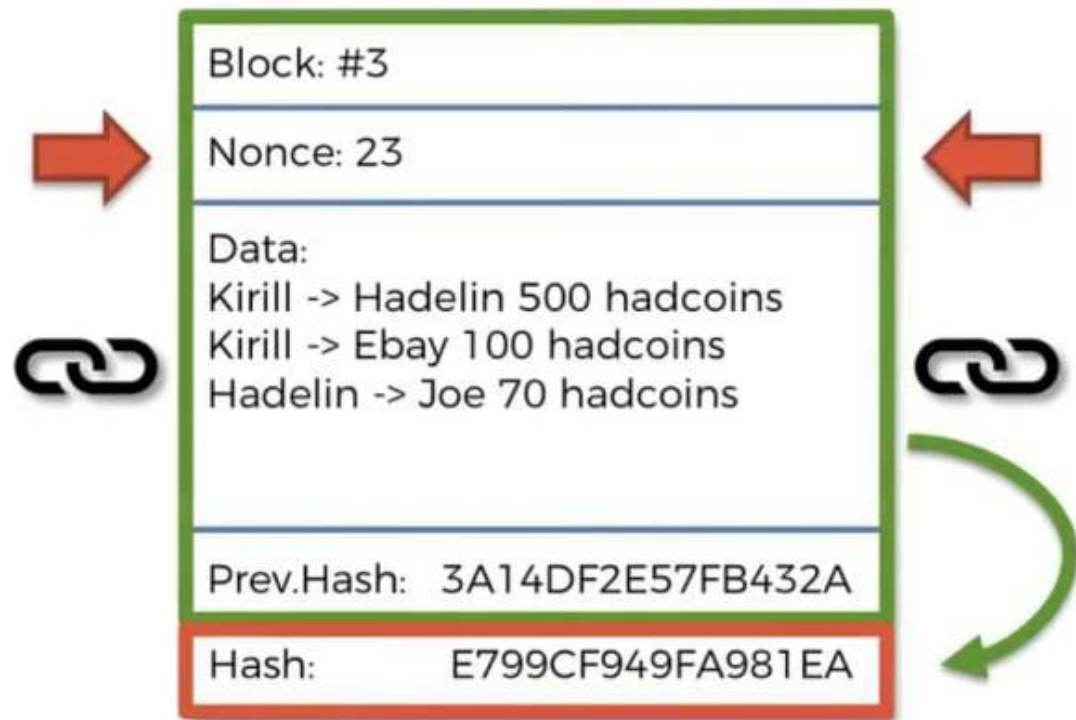 Block: #3
Nonce: 23
Data:
Kirill -> Hadelin 500 hadcoins
Kirill -> Ebay 100 hadcoins
Hadelin -> Joe 70 hadcoins
Prev.Hash: 3A14DF2E57FB432A
Hash: E799CF949FA981EA